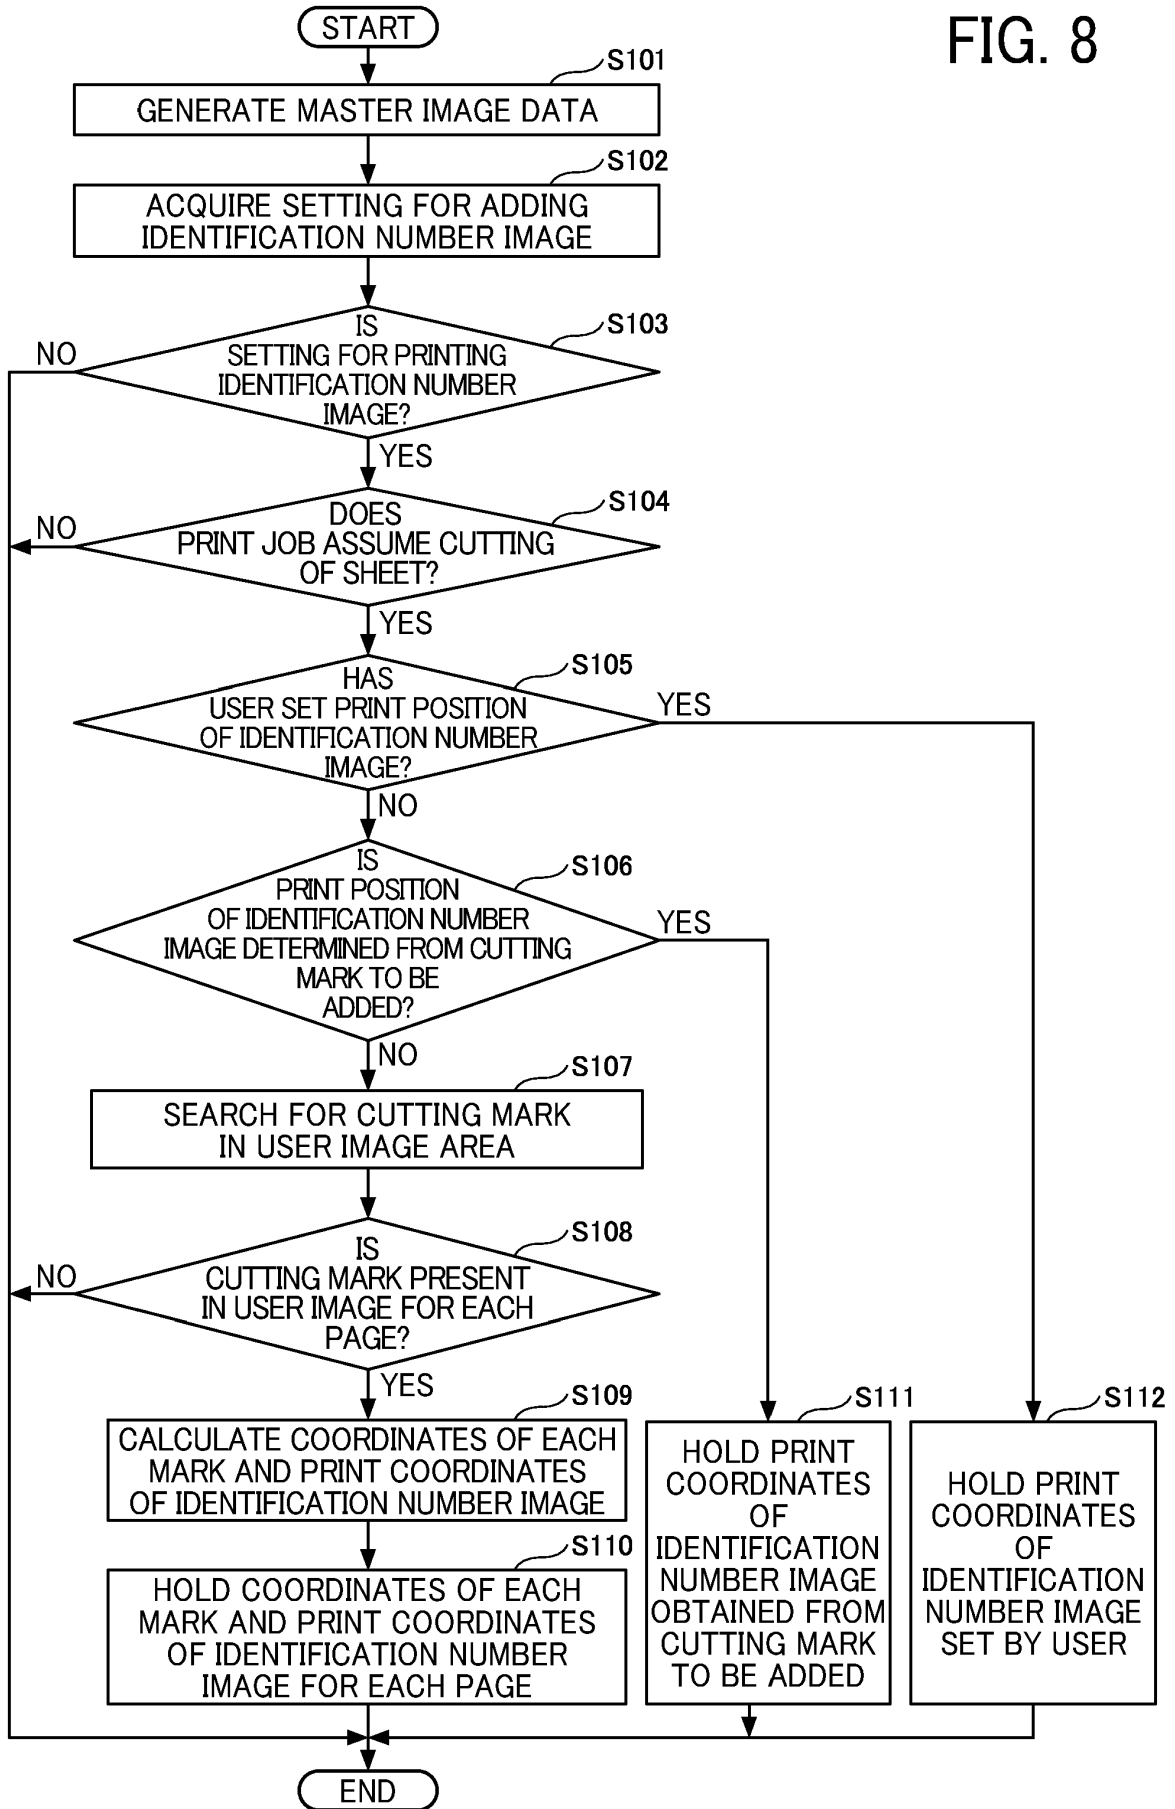 FIG. 8
START
S101
GENERATE MASTER IMAGE DATA
S102
ACQUIRE SETTING FOR ADDING
IDENTIFICATION NUMBER IMAGE
S103
IS
SETTING FOR PRINTING
IDENTIFICATION NUMBER
IMAGE?
NO
YES
S104
DOES
PRINT JOB ASSUME CUTTING
OF SHEET?
NO
YES
S105
HAS
USER SET PRINT POSITION
OF IDENTIFICATION NUMBER
IMAGE?
YES
NO
S106
IS
PRINT POSITION
OF IDENTIFICATION NUMBER
IMAGE DETERMINED FROM CUTTING
MARK TO BE
ADDED?
YES
NO
S107
SEARCH FOR CUTTING MARK
IN USER IMAGE AREA
S108
IS
CUTTING MARK PRESENT
IN USER IMAGE FOR EACH
PAGE?
NO
YES
S109
CALCULATE COORDINATES OF EACH
MARK AND PRINT COORDINATES
OF IDENTIFICATION NUMBER IMAGE
S110
HOLD COORDINATES OF EACH
MARK AND PRINT COORDINATES
OF IDENTIFICATION NUMBER
IMAGE FOR EACH PAGE
S111
HOLD PRINT
COORDINATES
OF
IDENTIFICATION
NUMBER IMAGE
OBTAINED FROM
CUTTING MARK
TO BE ADDED
S112
HOLD PRINT
COORDINATES
OF
IDENTIFICATION
NUMBER IMAGE
SET BY USER
END